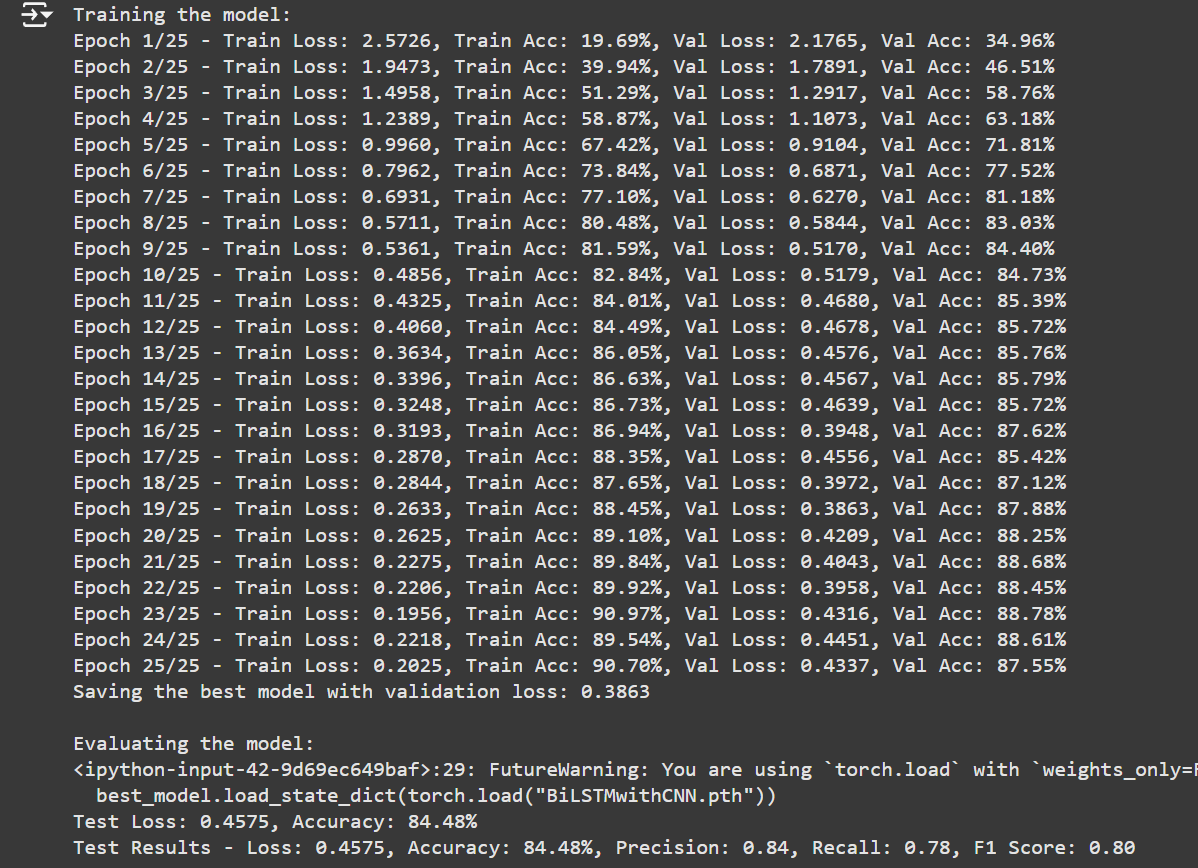 Training the model:
Epoch 1/25 - Train Loss: 2.5726, Train Acc: 19.69%, Val Loss: 2.1765, Val Acc: 34.96%
Epoch 2/25 - Train Loss: 1.9473, Train Acc: 39.94%, Val Loss: 1.7891, Val Acc: 46.51%
Epoch 3/25 - Train Loss: 1.4958, Train Acc: 51.29%, Val Loss: 1.2917, Val Acc: 58.76%
Epoch 4/25 - Train Loss: 1.2389, Train Acc: 58.87%, Val Loss: 1.1073, Val Acc: 63.18%
Epoch 5/25 - Train Loss: 0.9960, Train Acc: 67.42%, Val Loss: 0.9104, Val Acc: 71.81%
Epoch 6/25 - Train Loss: 0.7962, Train Acc: 73.84%, Val Loss: 0.6871, Val Acc: 77.52%
Epoch 7/25 - Train Loss: 0.6931, Train Acc: 77.10%, Val Loss: 0.6270, Val Acc: 81.18%
Epoch 8/25 - Train Loss: 0.5711, Train Acc: 80.48%, Val Loss: 0.5844, Val Acc: 83.03%
Epoch 9/25 - Train Loss: 0.5361, Train Acc: 81.59%, Val Loss: 0.5170, Val Acc: 84.40%
Epoch 10/25 - Train Loss: 0.4856, Train Acc: 82.84%, Val Loss: 0.5179, Val Acc: 84.73%
Epoch 11/25 - Train Loss: 0.4325, Train Acc: 84.01%, Val Loss: 0.4680, Val Acc: 85.39%
Epoch 12/25 - Train Loss: 0.4060, Train Acc: 84.49%, Val Loss: 0.4678, Val Acc: 85.72%
Epoch 13/25 - Train Loss: 0.3634, Train Acc: 86.05%, Val Loss: 0.4576, Val Acc: 85.76%
Epoch 14/25 - Train Loss: 0.3396, Train Acc: 86.63%, Val Loss: 0.4567, Val Acc: 85.79%
Epoch 15/25 - Train Loss: 0.3248, Train Acc: 86.73%, Val Loss: 0.4639, Val Acc: 85.72%
Epoch 16/25 - Train Loss: 0.3193, Train Acc: 86.94%, Val Loss: 0.3948, Val Acc: 87.62%
Epoch 17/25 - Train Loss: 0.2870, Train Acc: 88.35%, Val Loss: 0.4556, Val Acc: 85.42%
Epoch 18/25 - Train Loss: 0.2844, Train Acc: 87.65%, Val Loss: 0.3972, Val Acc: 87.12%
Epoch 19/25 - Train Loss: 0.2633, Train Acc: 88.45%, Val Loss: 0.3863, Val Acc: 87.88%
Epoch 20/25 - Train Loss: 0.2625, Train Acc: 89.10%, Val Loss: 0.4209, Val Acc: 88.25%
Epoch 21/25 - Train Loss: 0.2275, Train Acc: 89.84%, Val Loss: 0.4043, Val Acc: 88.68%
Epoch 22/25 - Train Loss: 0.2206, Train Acc: 89.92%, Val Loss: 0.3958, Val Acc: 88.45%
Epoch 23/25 - Train Loss: 0.1956, Train Acc: 90.97%, Val Loss: 0.4316, Val Acc: 88.78%
Epoch 24/25 - Train Loss: 0.2218, Train Acc: 89.54%, Val Loss: 0.4451, Val Acc: 88.61%
Epoch 25/25 - Train Loss: 0.2025, Train Acc: 90.70%, Val Loss: 0.4337, Val Acc: 87.55%
Saving the best model with validation loss: 0.3863
Evaluating the model:
<ipython-input-42-9d69ec649baf>:29: FutureWarning: You are using `torch.load` with `weights_only=F
best_model.load_state_dict(torch.load("BiLSTMwithCNN.pth"))
Test Loss: 0.4575, Accuracy: 84.48%
Test Results - Loss: 0.4575, Accuracy: 84.48%, Precision: 0.84, Recall: 0.78, F1 Score: 0.80